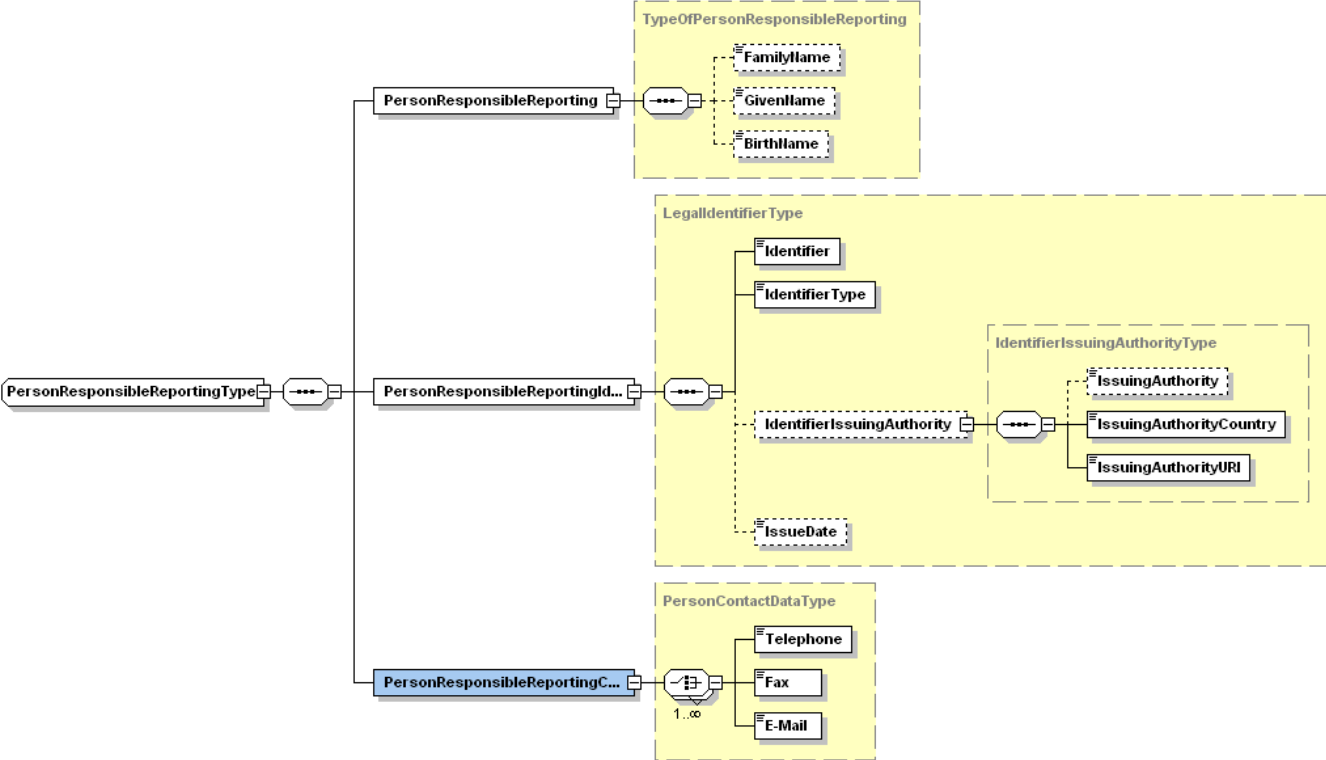 TypeOfPersonResponsibleReporting
FamilyName
PersonResponsibleReporting
GivenName
BirthName
LegalIdentifierType
Identifier
IdentifierType
IdentifierIssuingAuthorityType
IssuingAuthority
PersonResponsibleReportingType
PersonResponsibleReportingId...
IdentifierIssuingAuthority
IssuingAuthorityCountry
IssuingAuthorityURI
IssueDate
PersonContactDataType
Telephone
PersonResponsibleReportingC...
Fax
1..∞
E-Mail